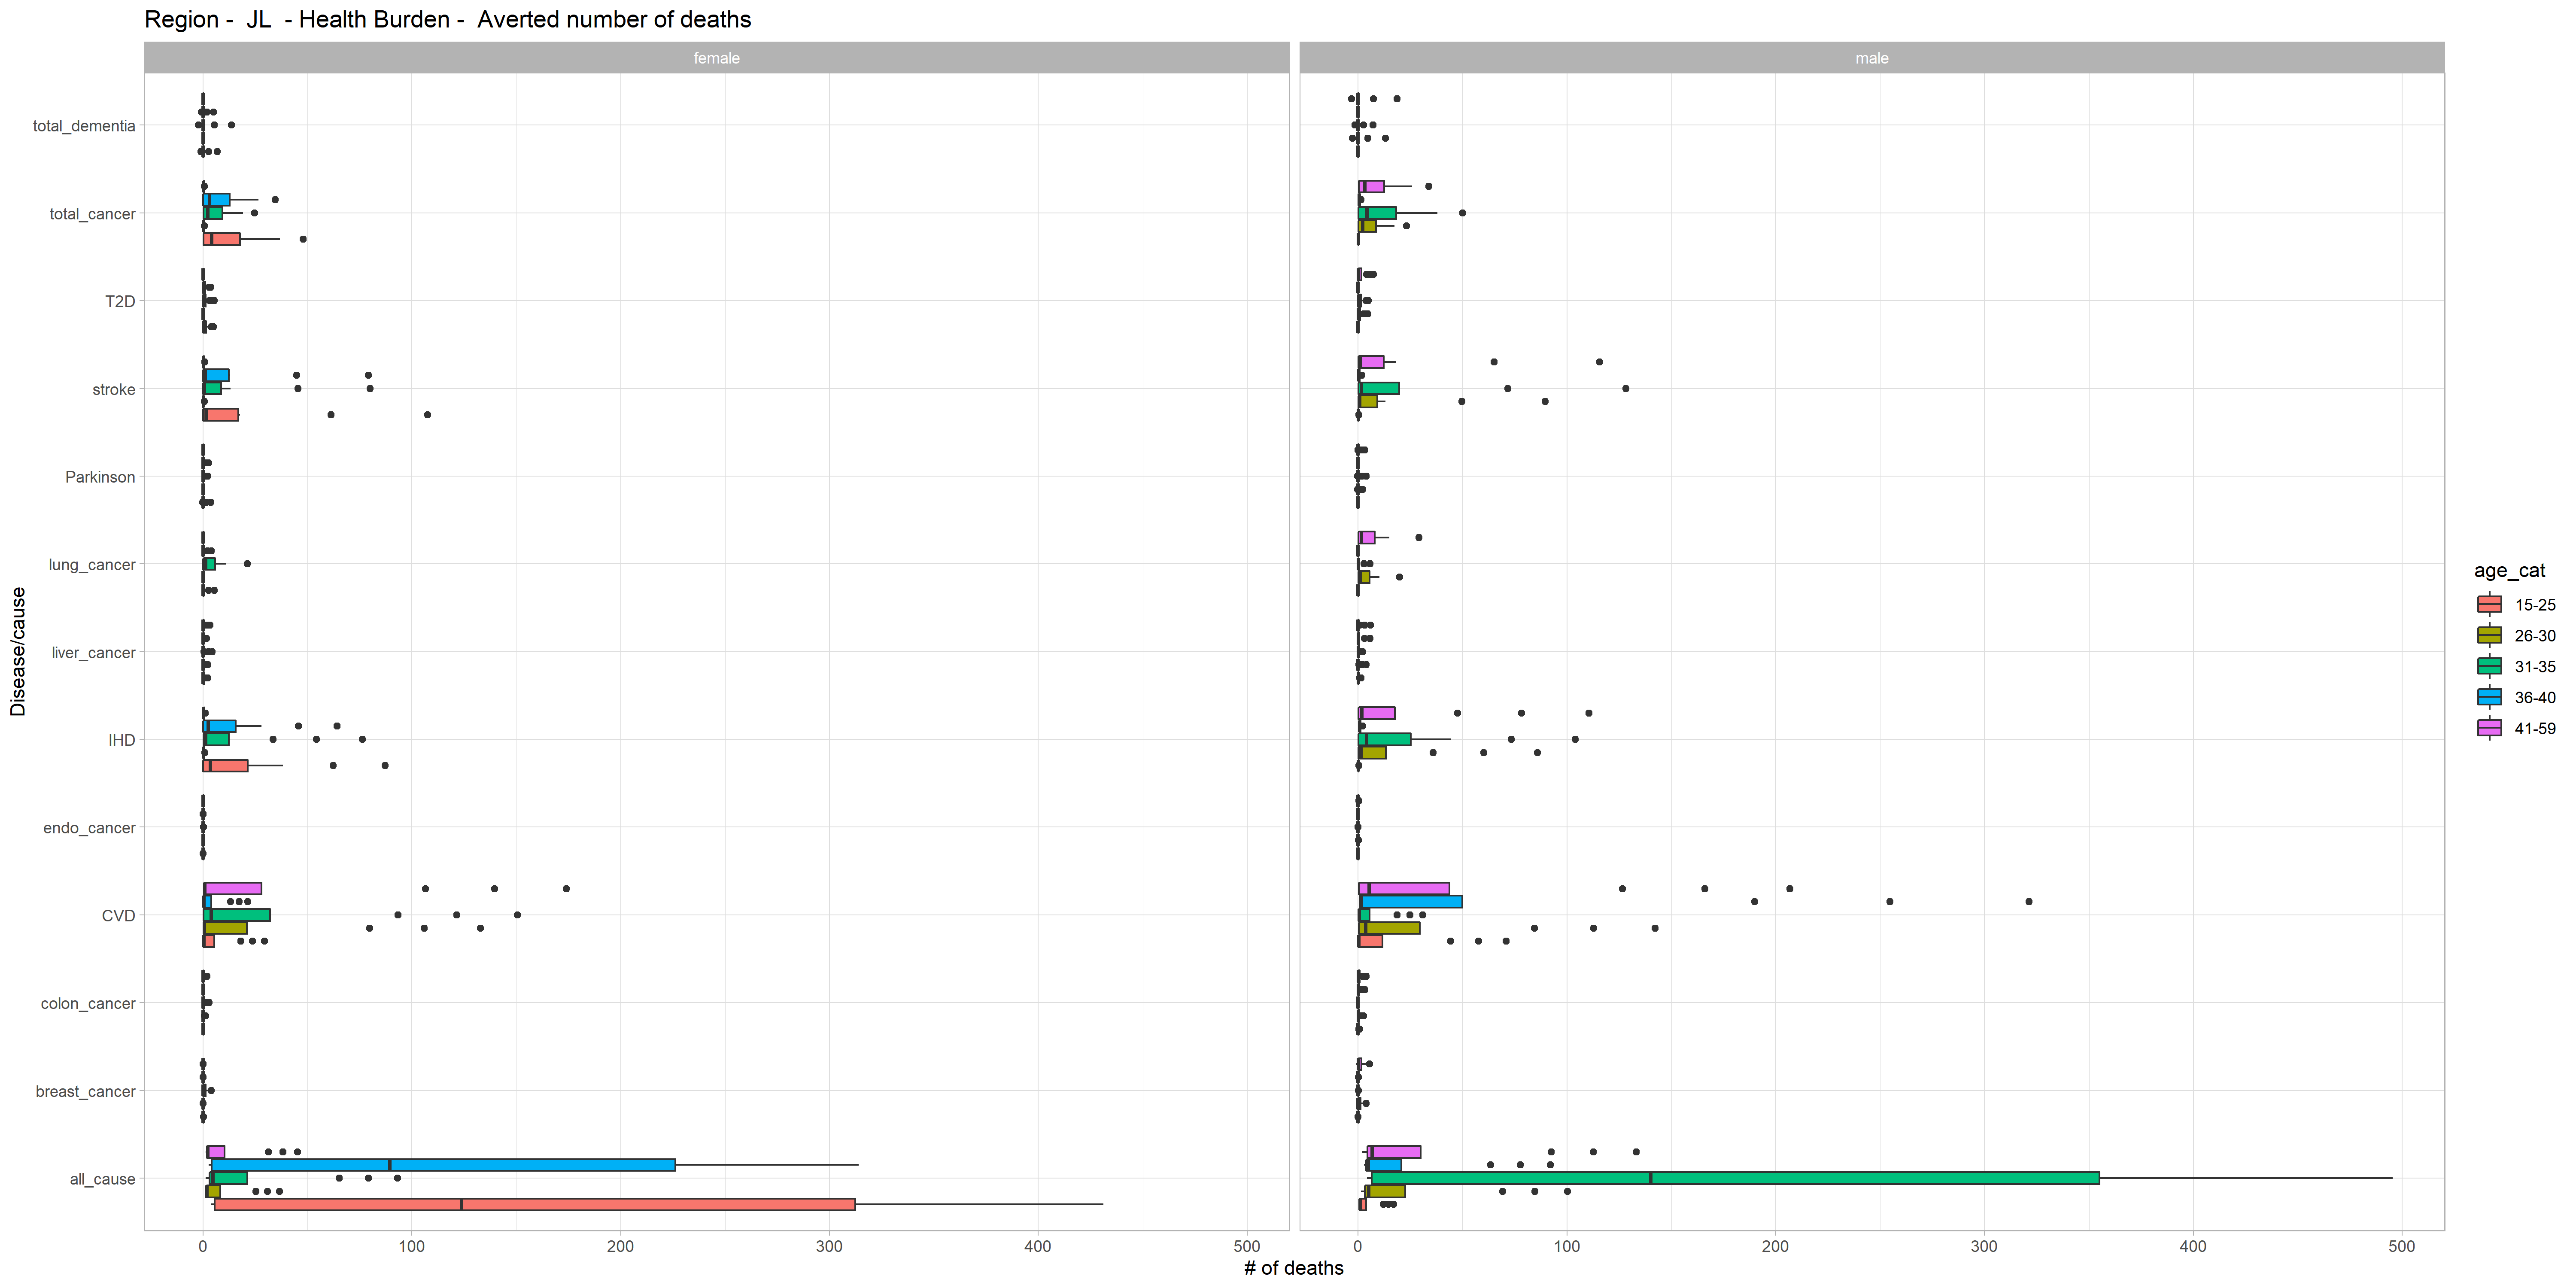 Region -  JL  - Health Burden -  Averted number of deaths
female
male
Disease/cause
total_dementia
total_cancer
T2D
stroke
Parkinson
lung_cancer
liver_cancer
IHD
endo_cancer
CVD
colon_cancer
breast_cancer
all_cause
0 100 200 300 400 500
0 100 200 300 400 500
# of deaths
age_cat
15-25
26-30
31-35
36-40
41-59